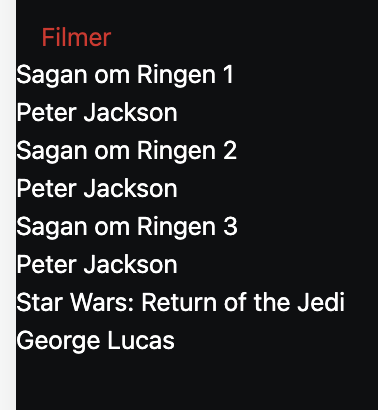 Filmer
Sagan om Ringen 1
Peter Jackson
Sagan om Ringen 2
Peter Jackson
Sagan om Ringen 3
Peter Jackson
Star Wars: Return of the Jedi
George Lucas